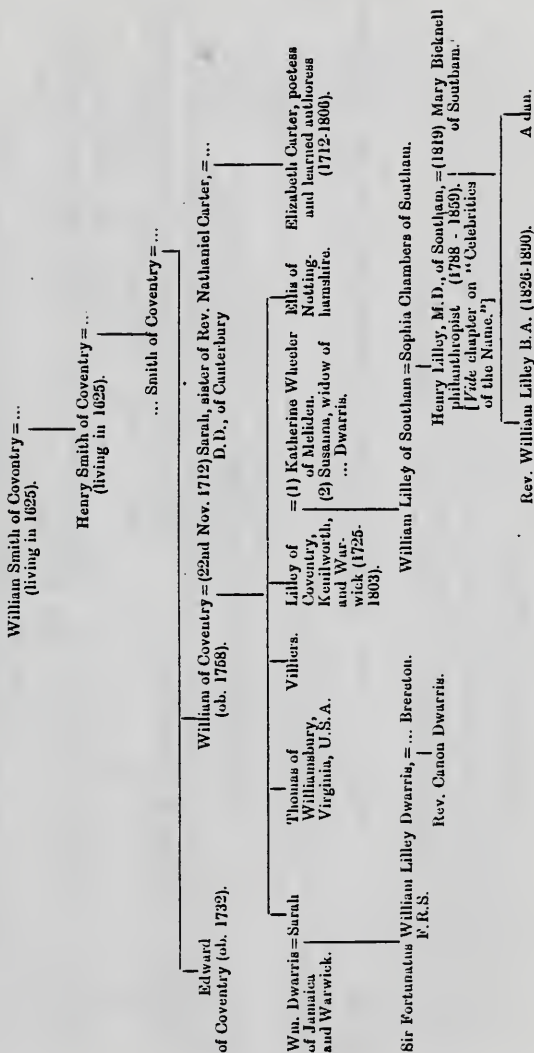 William Smith of Coventry = ...
(living in 1625).
Henry Smith of Coventry = ...
(living in 1625).
... Smith of Coventry = ...
Edward
of Coventry (ob. 1732).
William of Coventry = (22nd Nov. 1712) Sarah, sister of Rev. Nathaniel Carter, = ...
(ob. 1758).
D.D., of Canterbury
Wm. Dwarris = Sarah
of Jamaica
and Warwick.
Thomas of
Williamsbury,
Virginia, U.S.A.
Villiers.
Lilley of
Coventry,
Kenilworth,
and War-
wick (1725-
1803).
= (1) Katherine Wheeler
of Meliden.
(2) Susanna, widow of
... Dwarris.
Ellis of
Notting-
hamshire.
Elizabeth Carter, poetess
and learned authoress
(1712-1806).
Sir Fortunatus William Lilley Dwarris, = ... Brereton.
F.R.S.
William Lilley of Southam = Sophia Chambers of Southam.
Rev. Canon Dwarris.
Henry Lilley, M.D., of Southam, = (1819) Mary Bicknell
philanthropist (1788 - 1859).
of Southam.
[Vide chapter on "Celebrities
of the Name."]
Rev. William Lilley B.A. (1826-1890).
A dau.